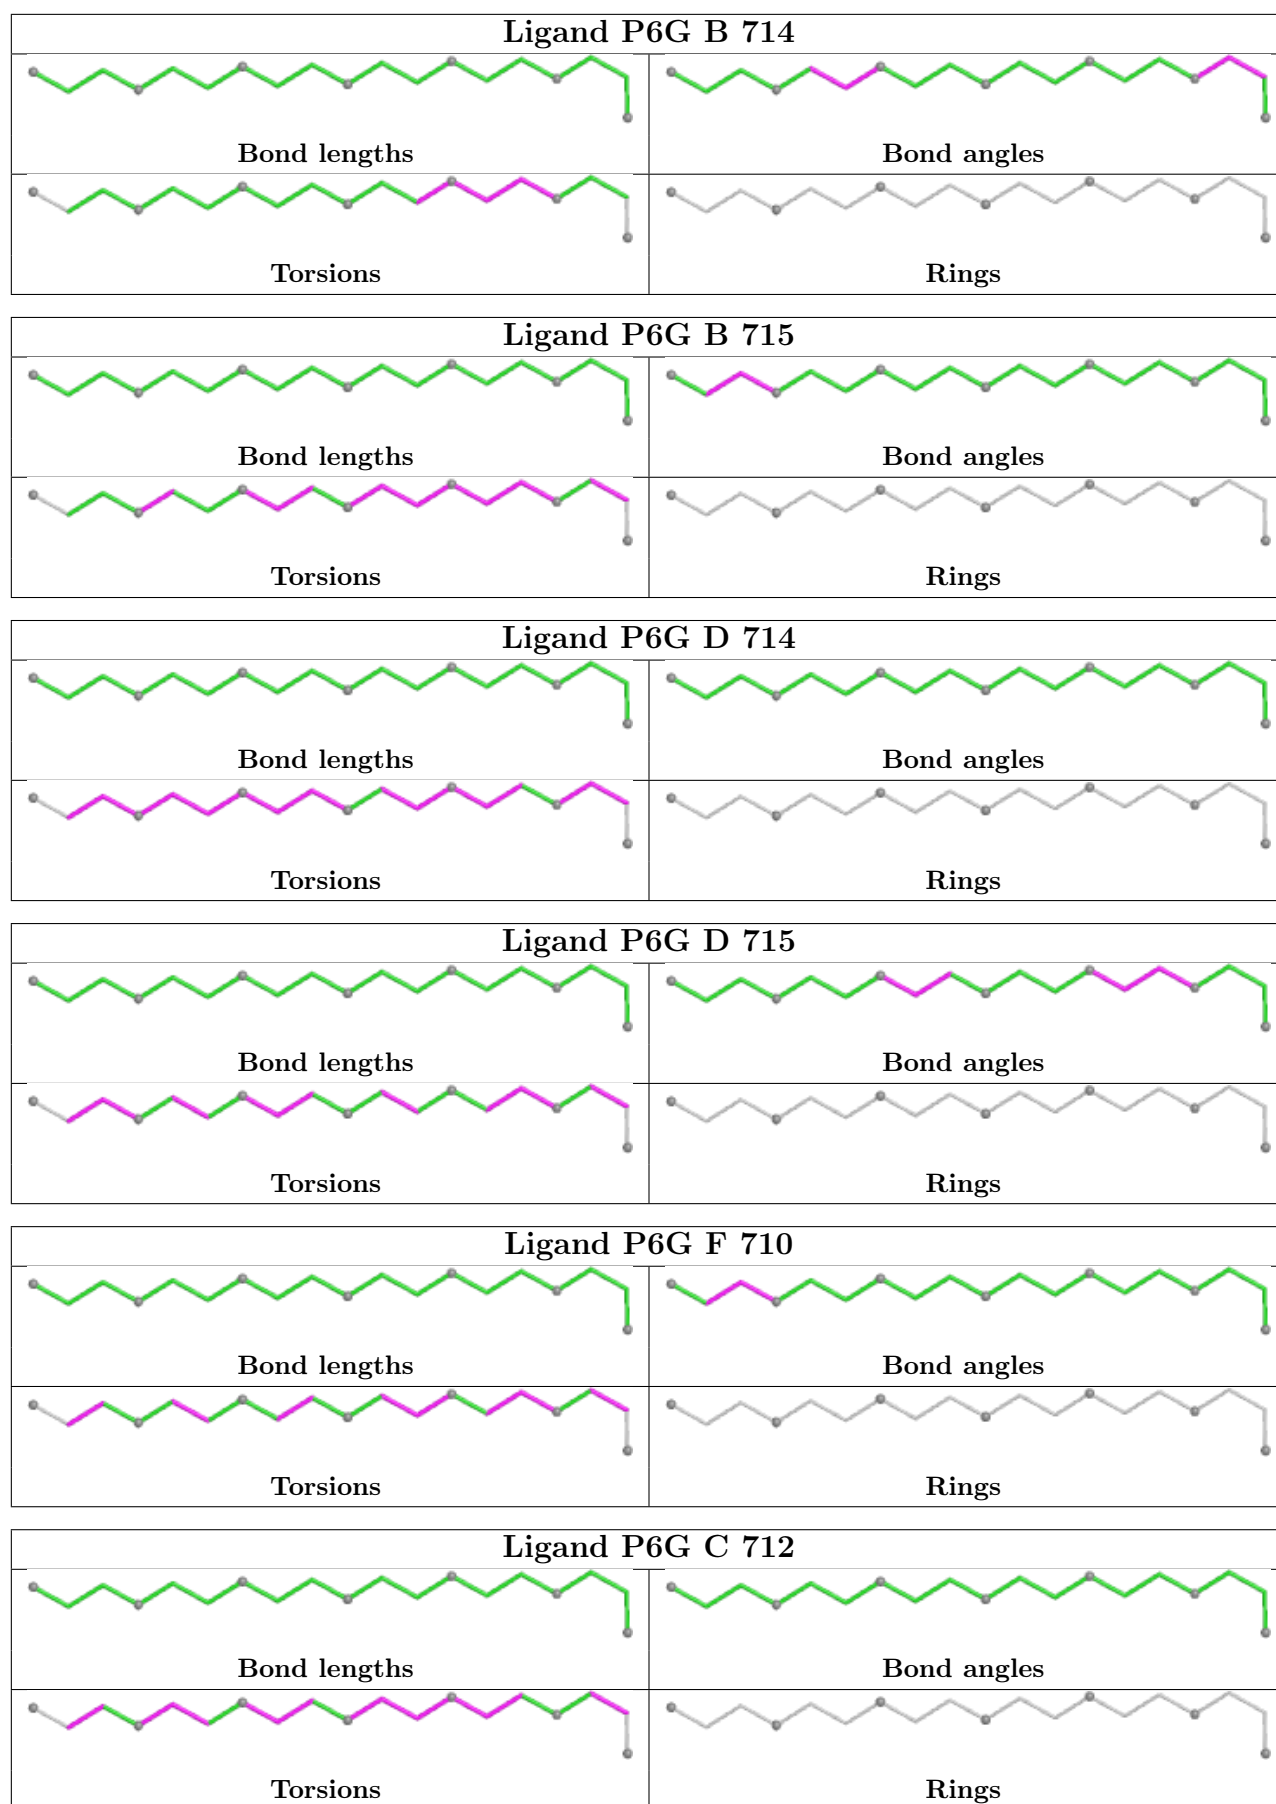 Ligand P6G B 714
Bond lengths
Bond angles
Torsions
Rings
Ligand P6G B 715
Bond lengths
Bond angles
Torsions
Rings
Ligand P6G D 714
Bond lengths
Bond angles
Torsions
Rings
Ligand P6G D 715
Bond lengths
Bond angles
Torsions
Rings
Ligand P6G F 710
Bond lengths
Bond angles
Torsions
Rings
Ligand P6G C 712
Bond lengths
Bond angles
Torsions
Rings